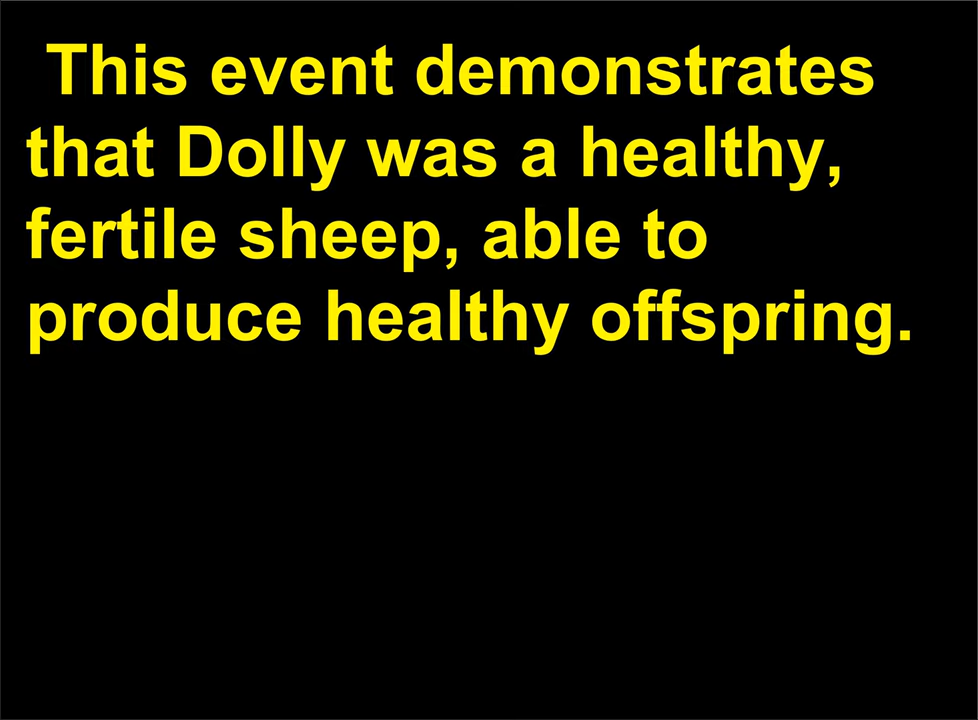 This event demonstrates
that Dolly was a healthy,
fertile sheep, able to
produce healthy offspring.